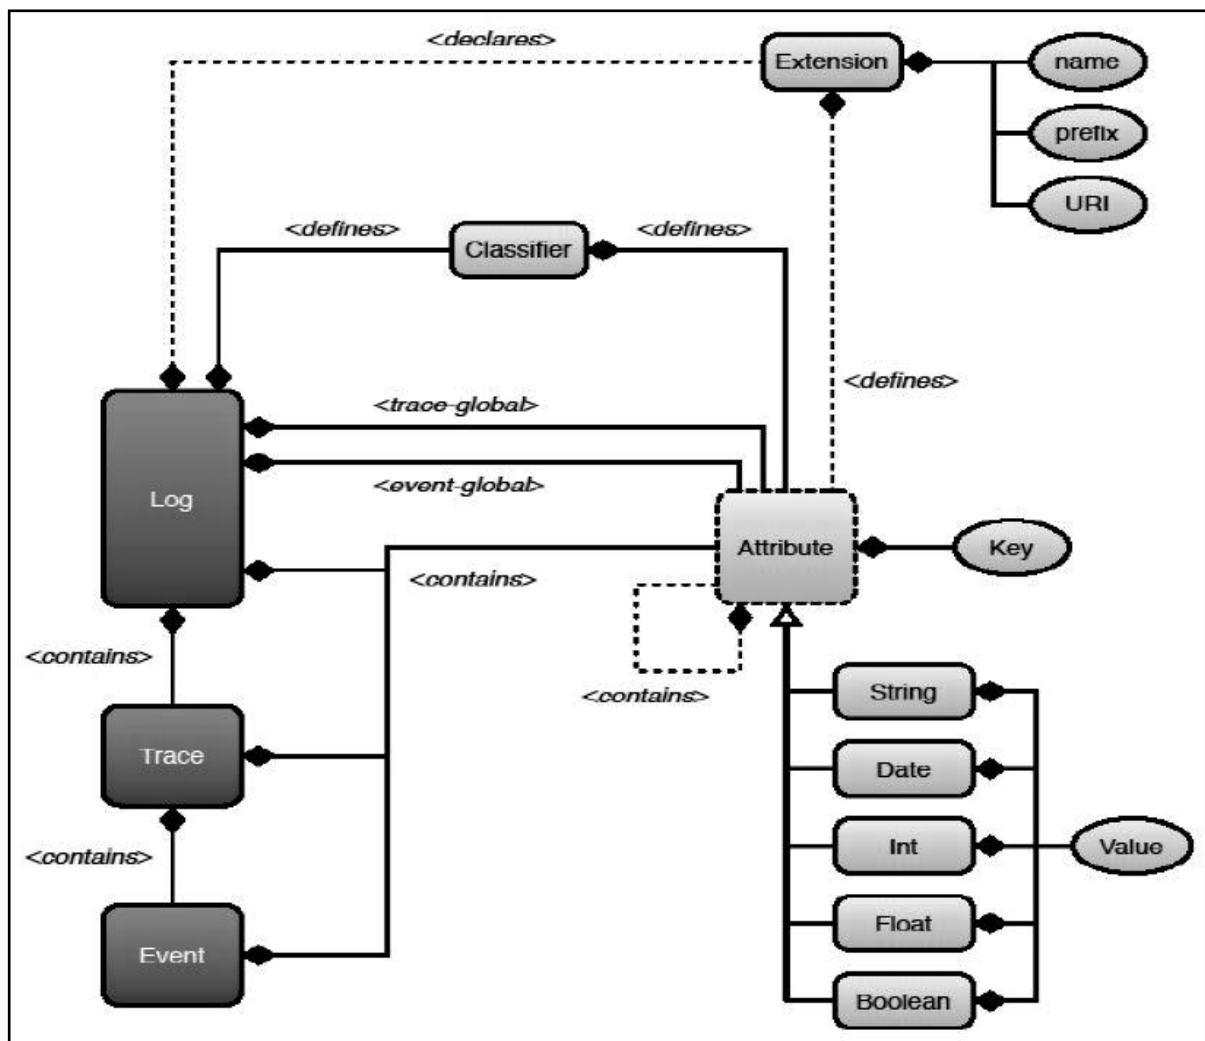 <declares>
Extension
name
prefix
URI
<defines>
Classifier
<defines>
<defines>
<trace-global>
<event-global>
Log
Attribute
Key
<contains>
<contains>
<contains>
String
Trace
Date
Int
Value
<contains>
Float
Event
Boolean